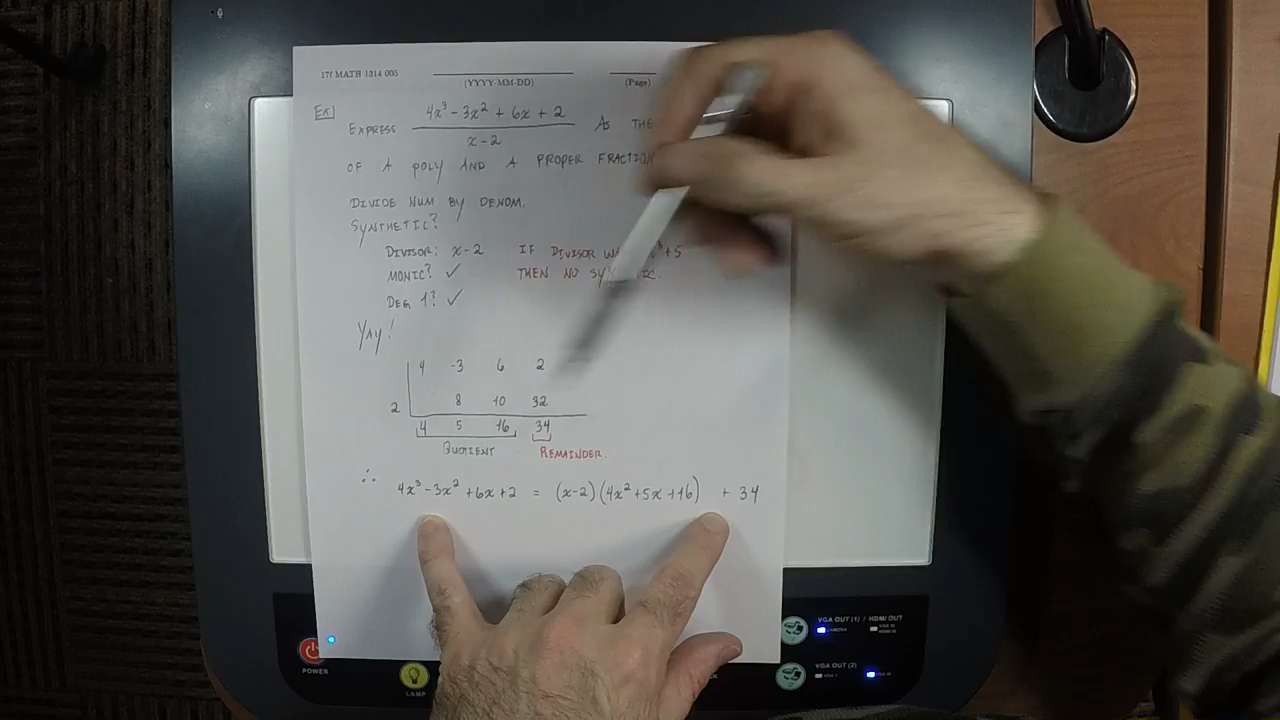 17f MATH 1314 005
(YYYY-MM-DD) (Page)
Ex
EXPRESS 4x³ - 3x² + 6x + 2 / x - 2 AS THE
OF A POLY AND A PROPER FRACTION
DIVIDE NUM BY DENOM.
SYNTHETIC?
DIVISOR: x-2 IF DIVISOR +5
MONIC? ✓ THEN NO
DEG 1? ✓
YAY!
4 -3 6 2
2 8 10 32
4 5 16 34
QUOTIENT REMAINDER.
∴ 4x³ - 3x² + 6x + 2 = (x-2)(4x²+5x+16) + 34
POWER
LAMP
VGA OUT (1) / HDMI OUT
CAMERA
VGA OUT (2)